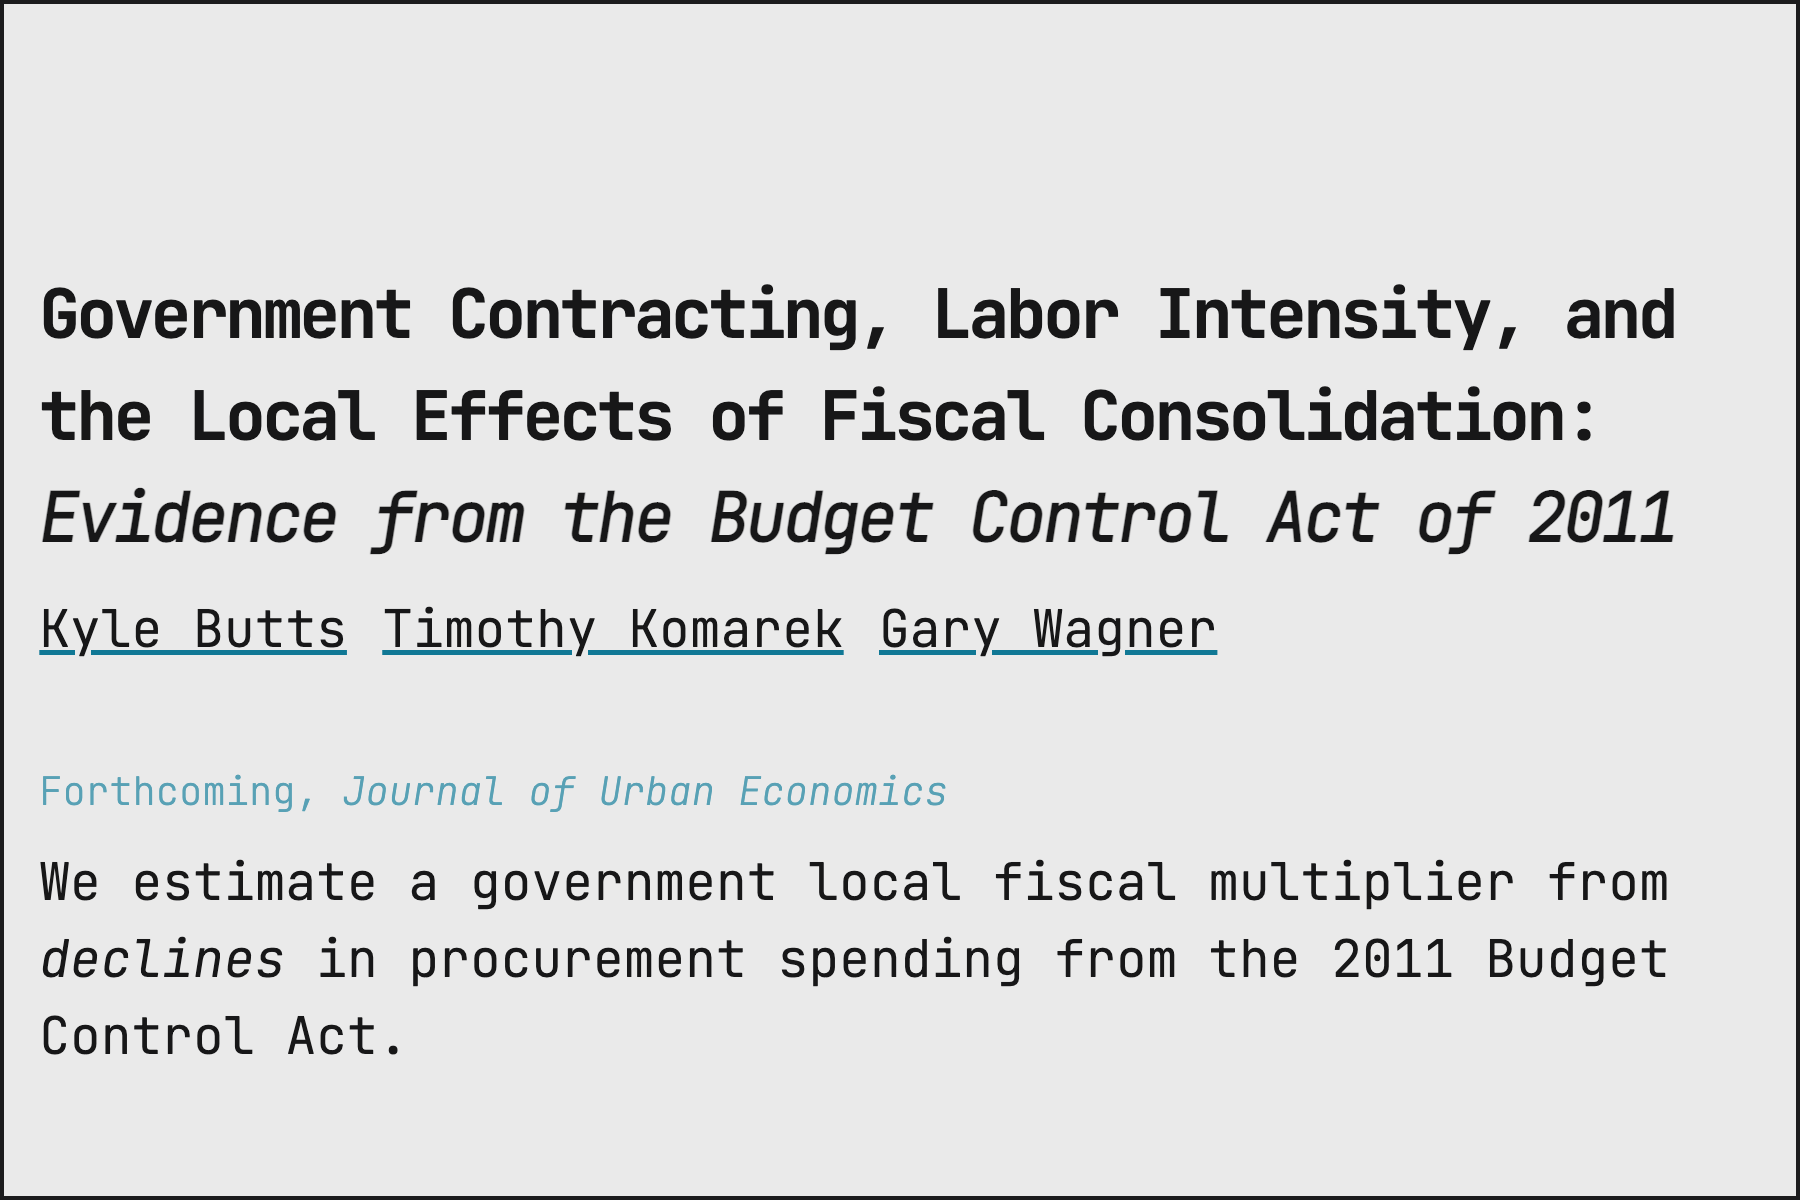 Government Contracting, Labor Intensity, and
the Local Effects of Fiscal Consolidation:
Evidence from the Budget Control Act of 2011
Kyle Butts Timothy Komarek Gary Wagner
Forthcoming, Journal of Urban Economics
We estimate a government local fiscal multiplier from
declines in procurement spending from the 2011 Budget
Control Act.